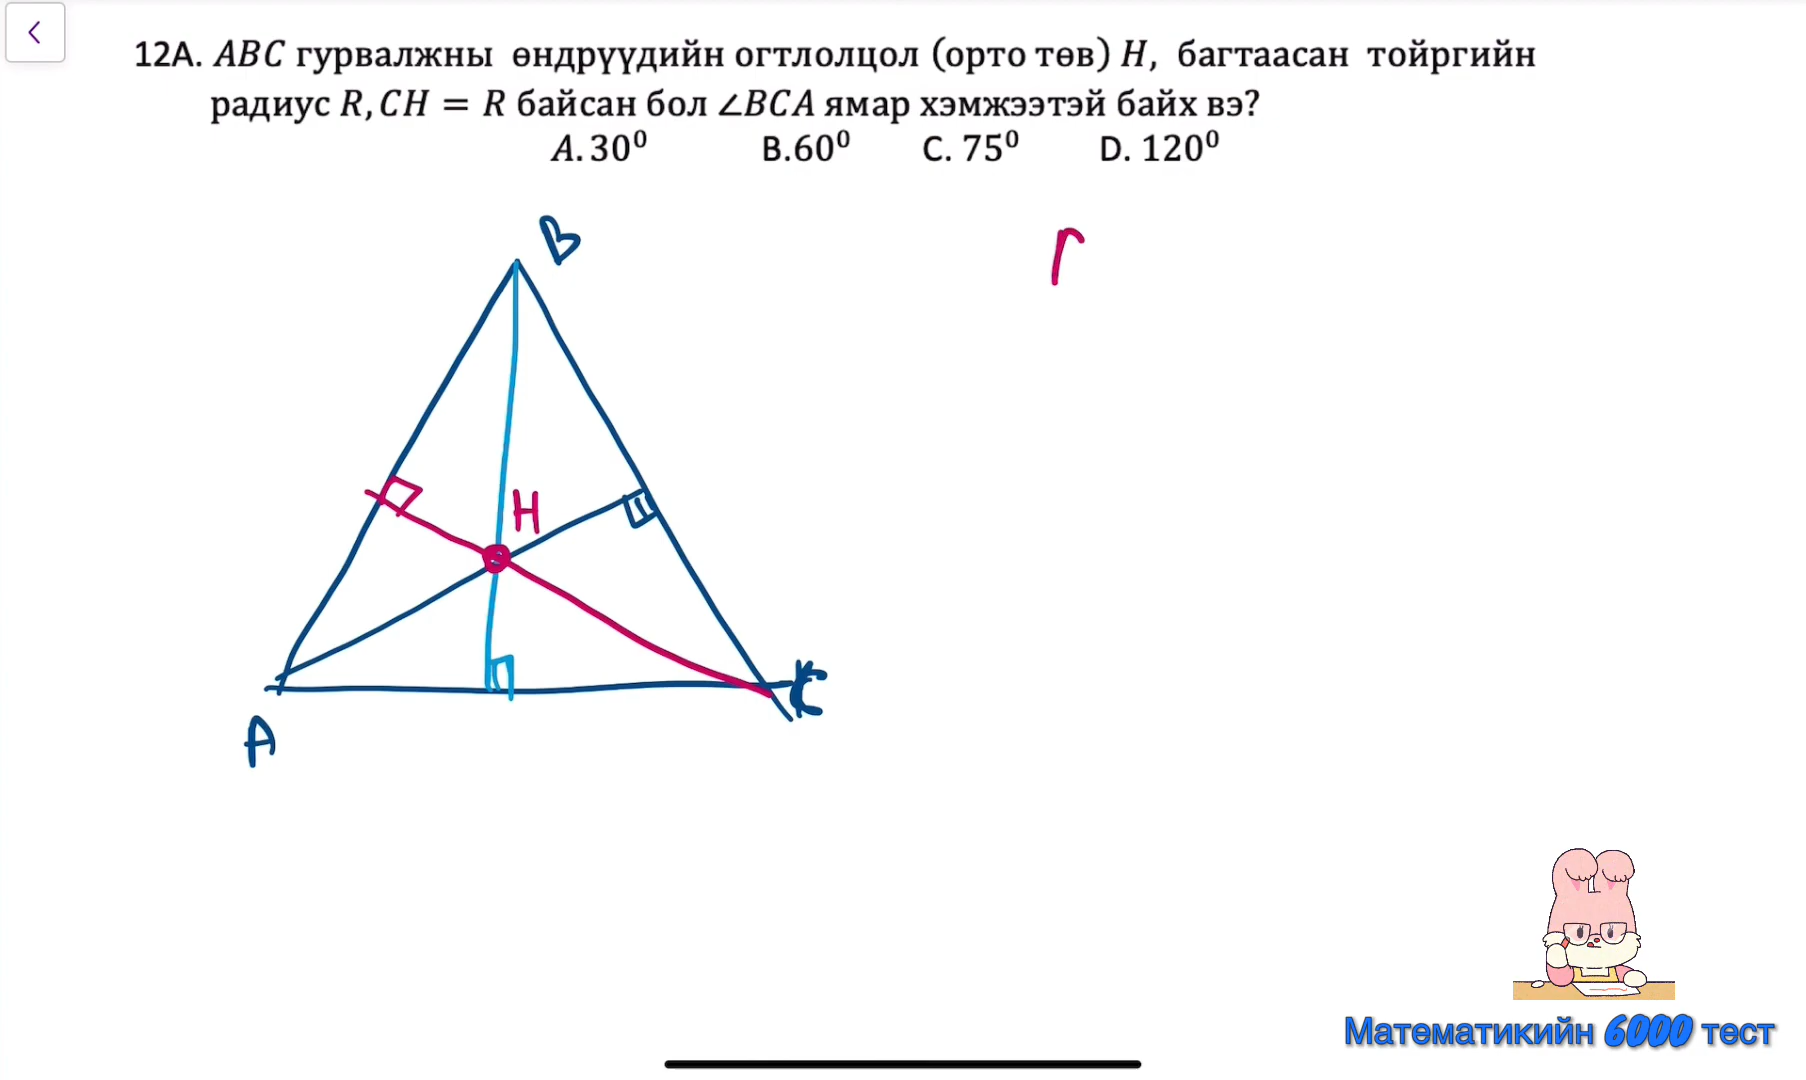 12A. ABC гурвалжны өндрүүдийн огтлолцол (орто төв) H, багтаасан тойргийн
радиус R, CH = R байсан бол ∠BCA ямар хэмжээтэй байх вэ?
A. 30⁰ B.60⁰ C. 75⁰ D. 120⁰
B
r
H
C
A
Математикийн 6000 тест